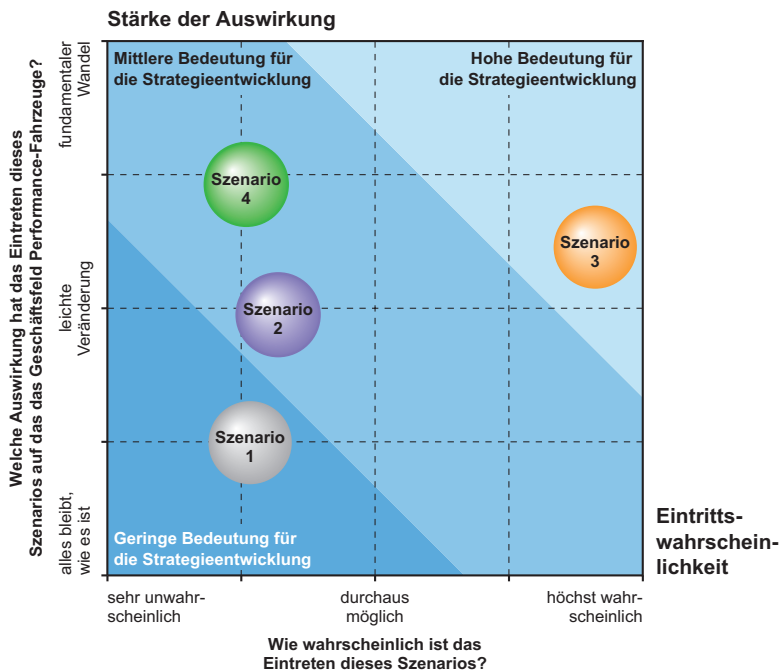 Stärke der Auswirkung
Welche Auswirkung hat das Eintreten dieses
Szenarios auf das das Geschäftsfeld Performance-Fahrzeuge?
fundamentaler
Wandel
leichte
Veränderung
alles bleibt,
wie es ist
Mittlere Bedeutung für
die Strategieentwicklung
Hohe Bedeutung für
die Strategieentwicklung
Szenario
4
Szenario
3
Szenario
2
Szenario
1
Geringe Bedeutung für
die Strategieentwicklung
Eintritts-
wahrschein-
lichkeit
sehr unwahr-
scheinlich
durchaus
möglich
höchst wahr-
scheinlich
Wie wahrscheinlich ist das
Eintreten dieses Szenarios?